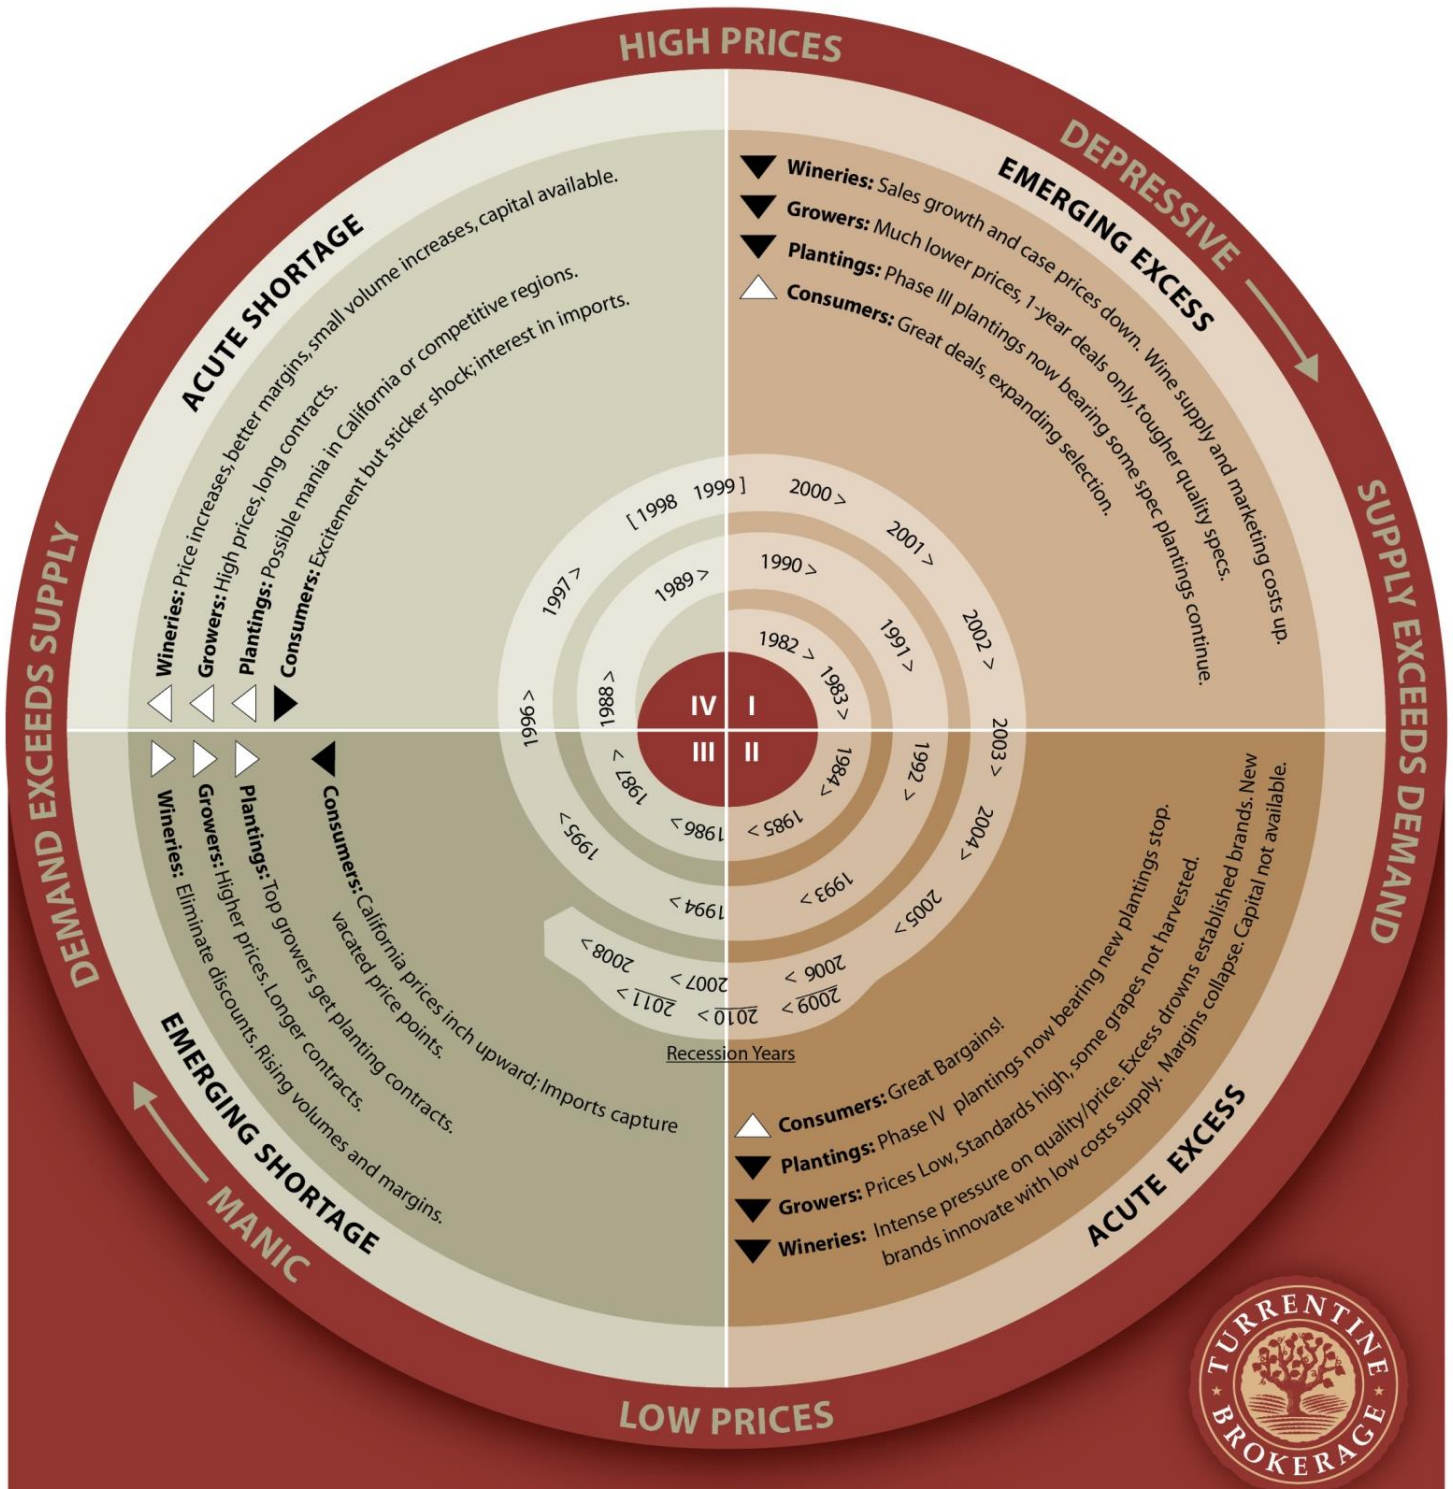 HIGH PRICES
DEPRESSIVE
SUPPLY EXCEEDS DEMAND
LOW PRICES
MANIC
DEMAND EXCEEDS SUPPLY
EMERGING EXCESS
Wineries: Sales growth and case prices down. Wine supply and marketing costs up.
Growers: Much lower prices, 1-year deals only, tougher quality specs.
Plantings: Phase III plantings now bearing some spec plantings continue.
Consumers: Great deals, expanding selection.
ACUTE EXCESS
Consumers: Great Bargains!
Plantings: Phase IV plantings now bearing new plantings stop.
Growers: Prices Low, Standards high, some grapes not harvested.
Wineries: Intense pressure on quality/price. Excess drowns established brands. New
brands innovate with low costs supply. Margins collapse. Capital not available.
EMERGING SHORTAGE
Wineries: Eliminate discounts. Rising volumes and margins.
Growers: Higher prices. Longer contracts.
Plantings: Top growers get planting contracts.
Consumers: California prices inch upward; Imports capture
vacated price points.
ACUTE SHORTAGE
Wineries: Price increases, better margins, small volume increases, capital available.
Growers: High prices, long contracts.
Plantings: Possible mania in California or competitive regions.
Consumers: Excitement but sticker shock; interest in imports.
IV I
III II
1982 >
1983 >
1984 >
1985 >
1986 >
1987 >
1988 >
1989 >
1990 >
1991 >
1992 >
1993 >
1994 >
1995 >
1996 >
1997 >
[ 1998 1999 ]
2000 >
2001 >
2002 >
2003 >
2004 >
2005 >
2006 >
2007 >
2008 >
2009 >
2010 >
2011 >
Recession Years
TURRENTINE
BROKERAGE